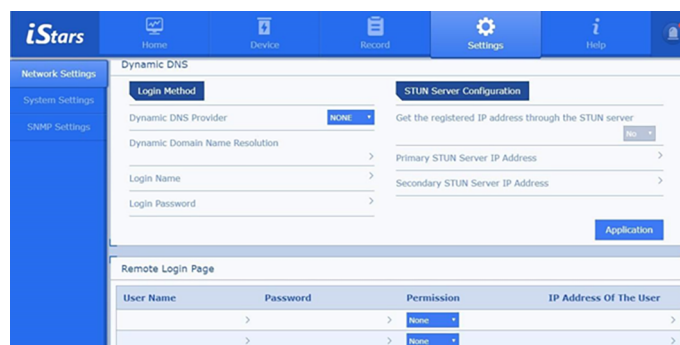 iStars
Home
Device
Record
Settings
Help
Network Settings
System Settings
SNMP Settings
Dynamic DNS
Login Method
Dynamic DNS Provider
NONE
Dynamic Domain Name Resolution
Login Name
Login Password
STUN Server Configuration
Get the registered IP address through the STUN server
No
Primary STUN Server IP Address
Secondary STUN Server IP Address
Application
Remote Login Page
User Name Password Permission IP Address Of The User
None
None